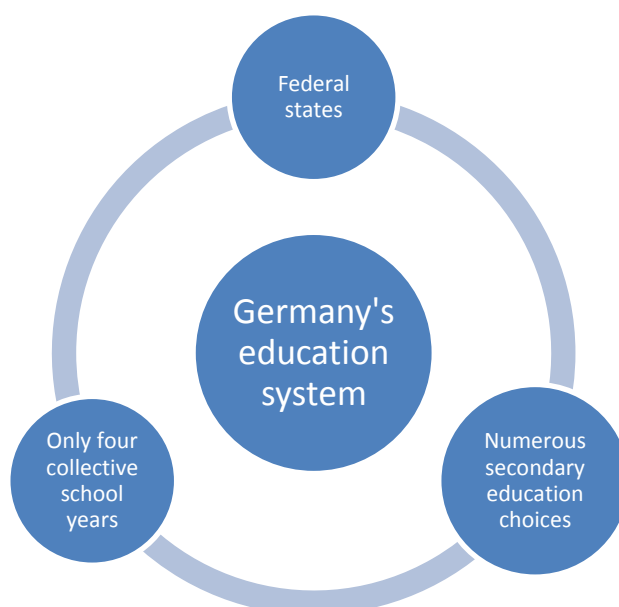 Federal
states
Germany's
education
system
Only four
collective
school
years
Numerous
secondary
education
choices